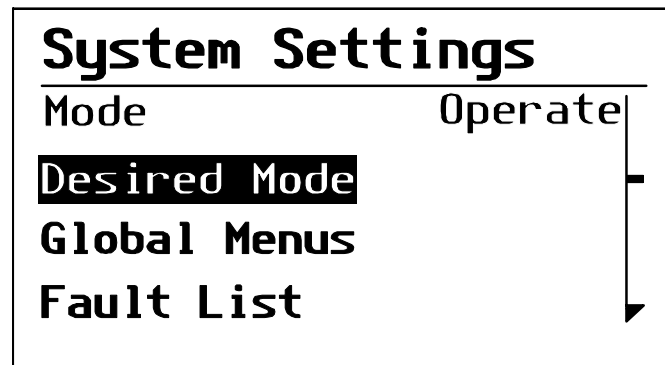 System Settings
Mode Operate
Desired Mode
Global Menus
Fault List